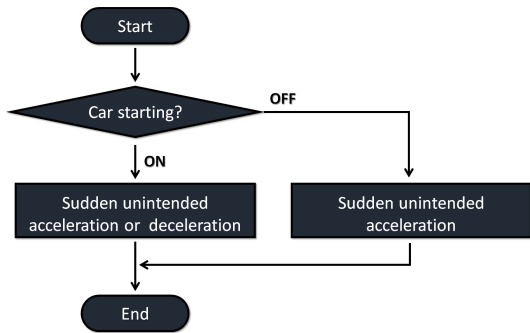 Start
Car starting?
OFF
ON
Sudden unintended
acceleration or deceleration
Sudden unintended
acceleration
End